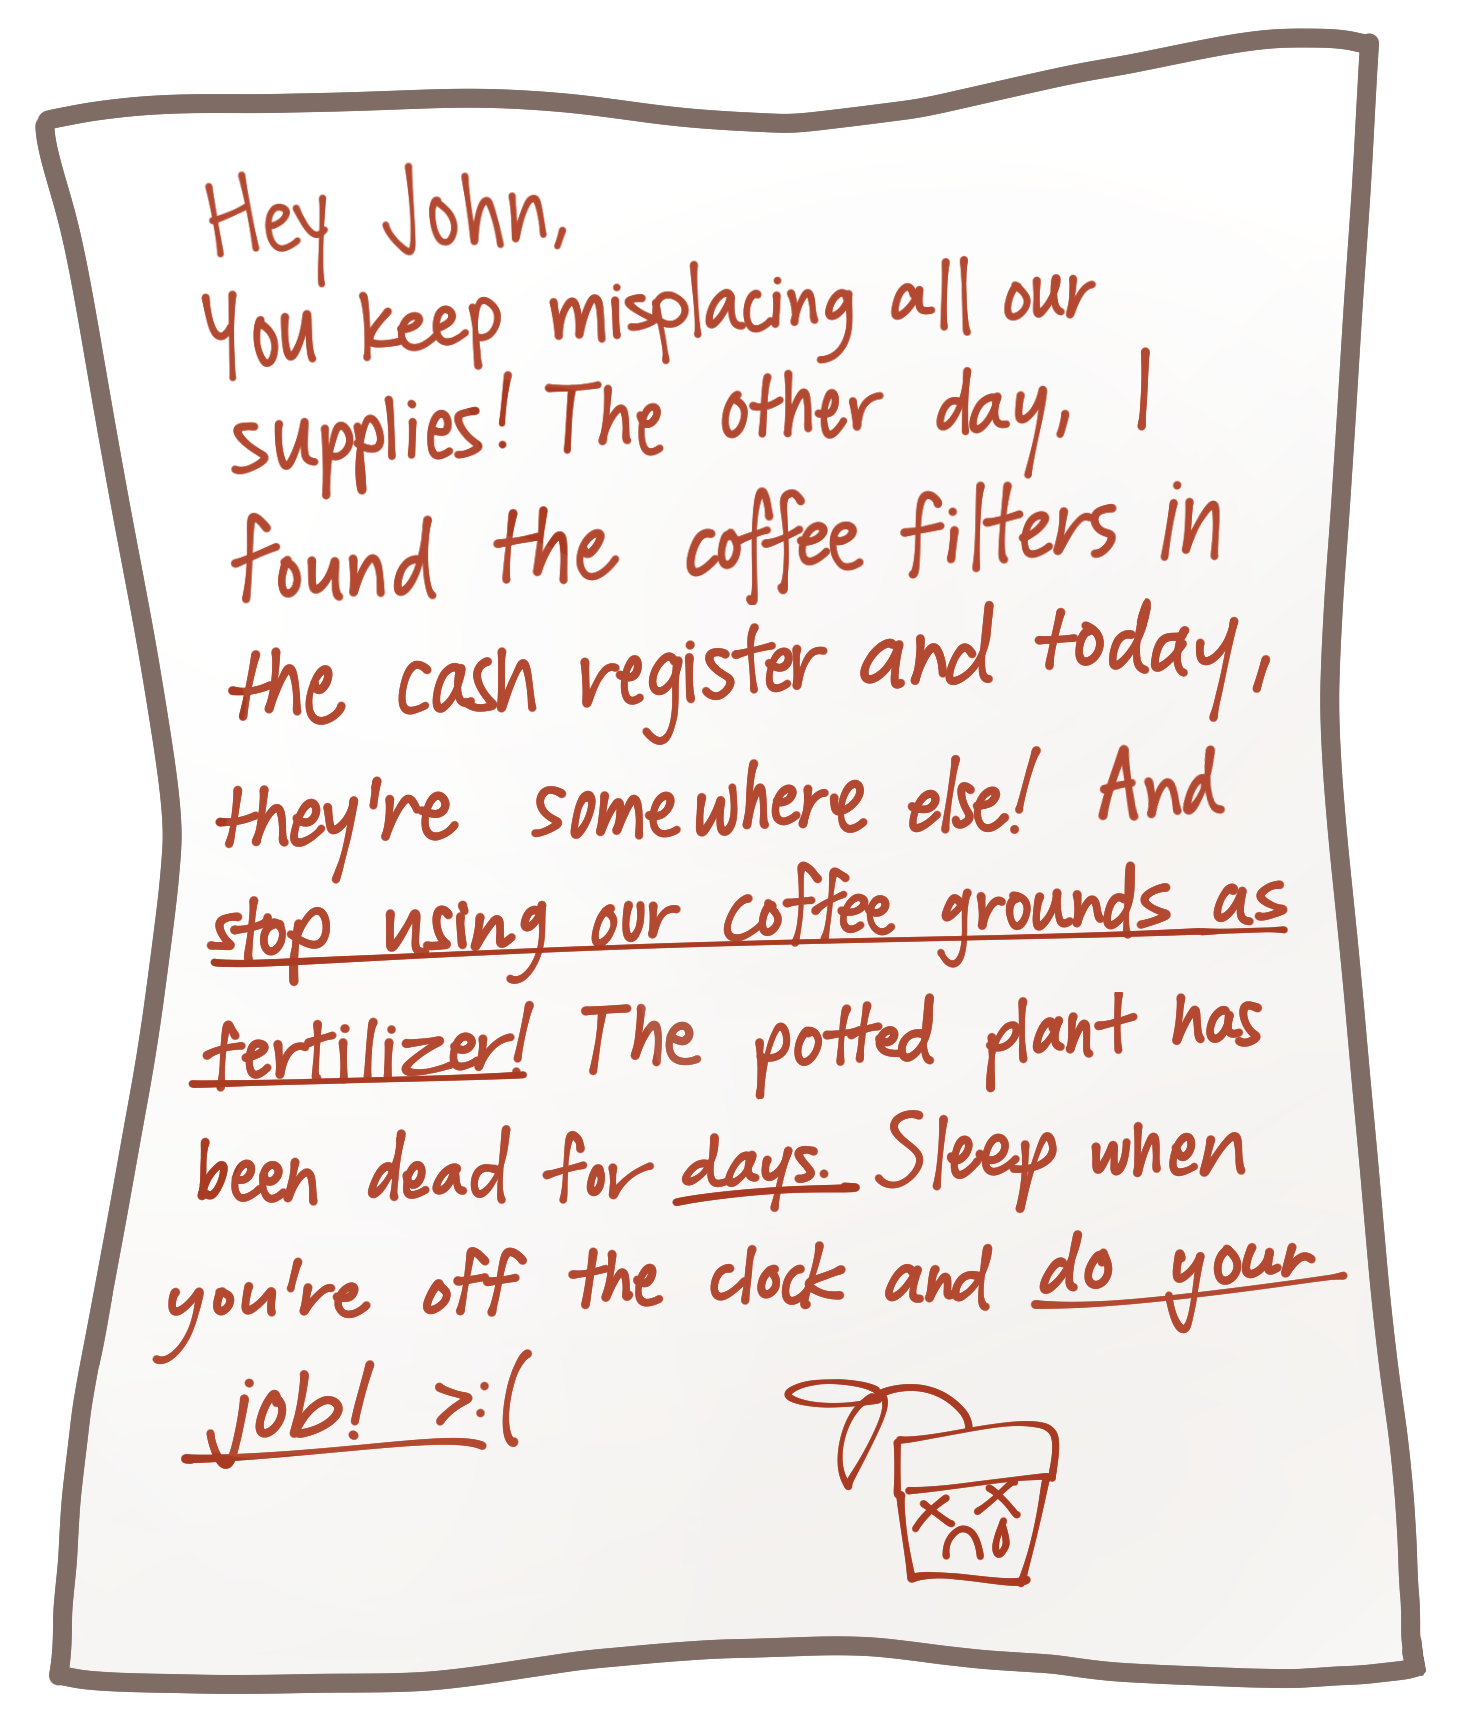 Hey John,
You keep misplacing all our
supplies! The other day, I
found the coffee filters in
the cash register and today,
they're somewhere else! And
stop using our coffee grounds as
fertilizer! The potted plant has
been dead for days. Sleep when
you're off the clock and do your
job! >:(